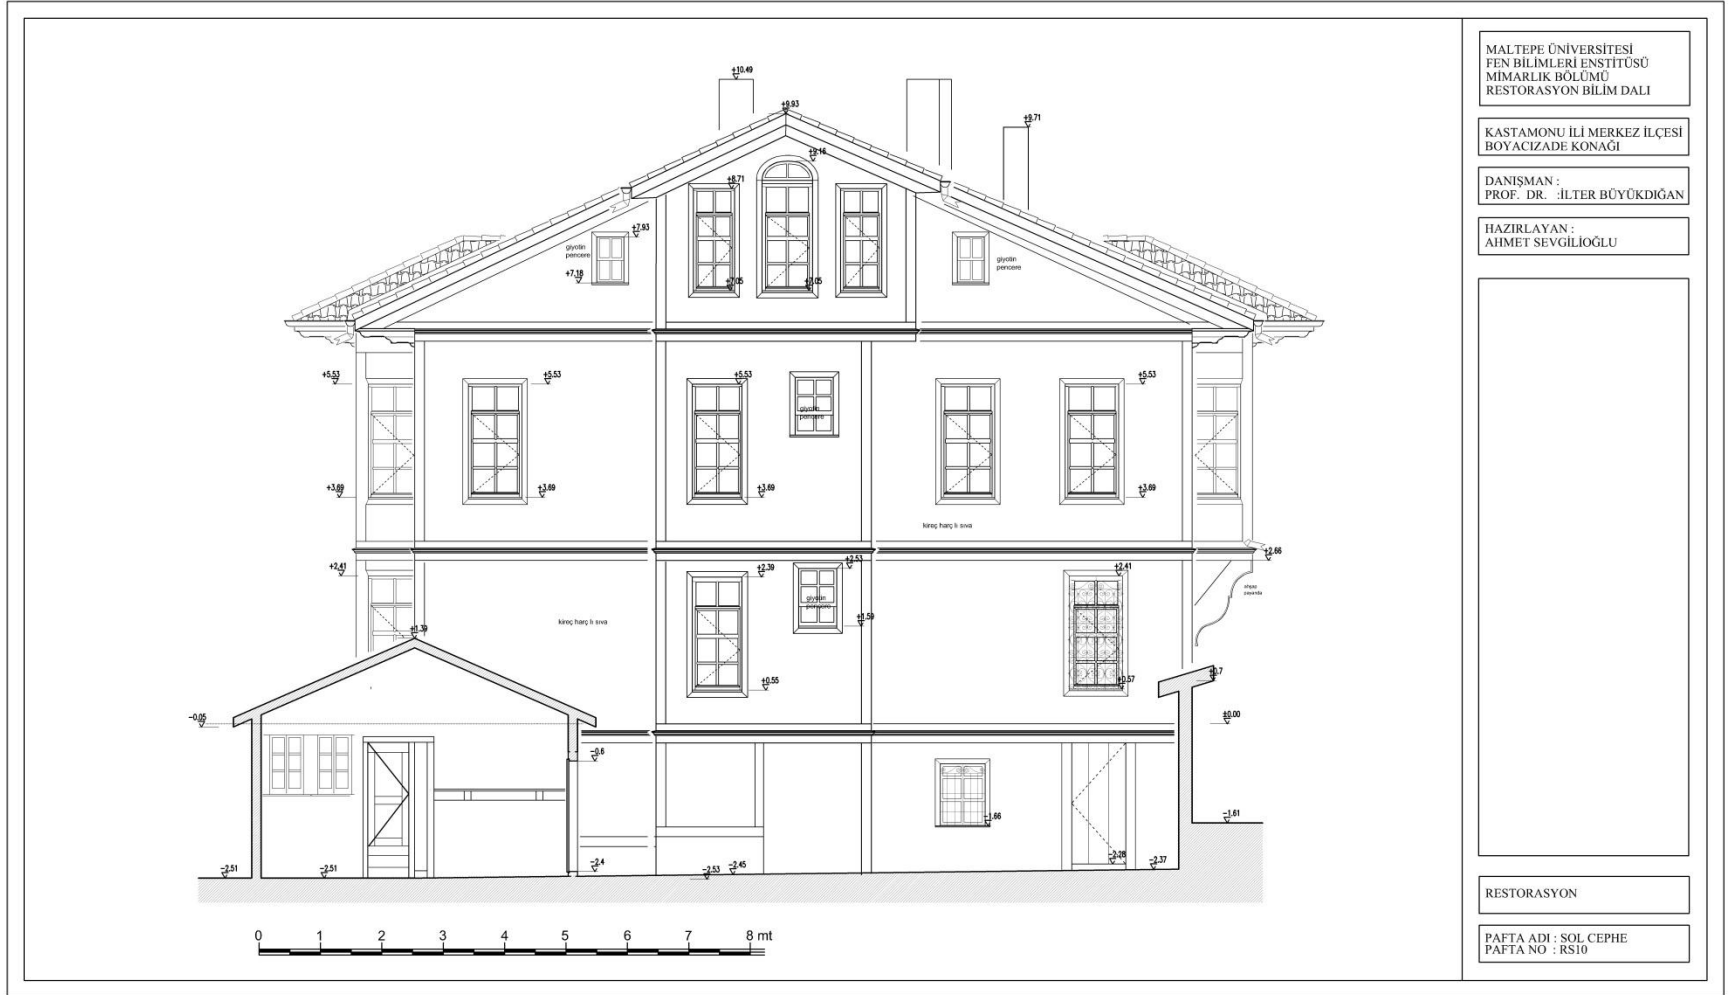 MALTEPE ÜNİVERSİTESİ
FEN BİLİMLERİ ENSTİTÜSÜ
MİMARLIK BÖLÜMÜ
RESTORASYON BİLİM DALI
KASTAMONU İLİ MERKEZ İLÇESİ
BOYACIZADE KONAĞI
DANIŞMAN :
PROF. DR. :İLTER BÜYÜKDIĞAN
HAZIRLAYAN :
AHMET SEVGİLİOĞLU
RESTORASYON
PAFTA ADI : SOL CEPHE
PAFTA NO : RS10
+10.49
+9.93
+9.71
+9.16
+8.71
+7.93
giyotin
pencere
giyotin
pencere
+7.18
+7.05
+7.05
+5.53
+5.53
+5.53
+5.53
giyotin
pencere
+3.69
+3.69
+3.69
+3.69
kireç harç lı sıva
+2.66
+2.41
+2.39
+2.53
+2.41
giyotin
pencere
ahşap
payanda
+1.59
kireç harç lı sıva
+1.39
+0.55
+0.57
+0.7
-0.05
±0.00
-0.6
-1.66
-1.61
-2.51
-2.51
-2.4
-2.53
-2.45
-2.28
-2.37
0 1 2 3 4 5 6 7 8 mt